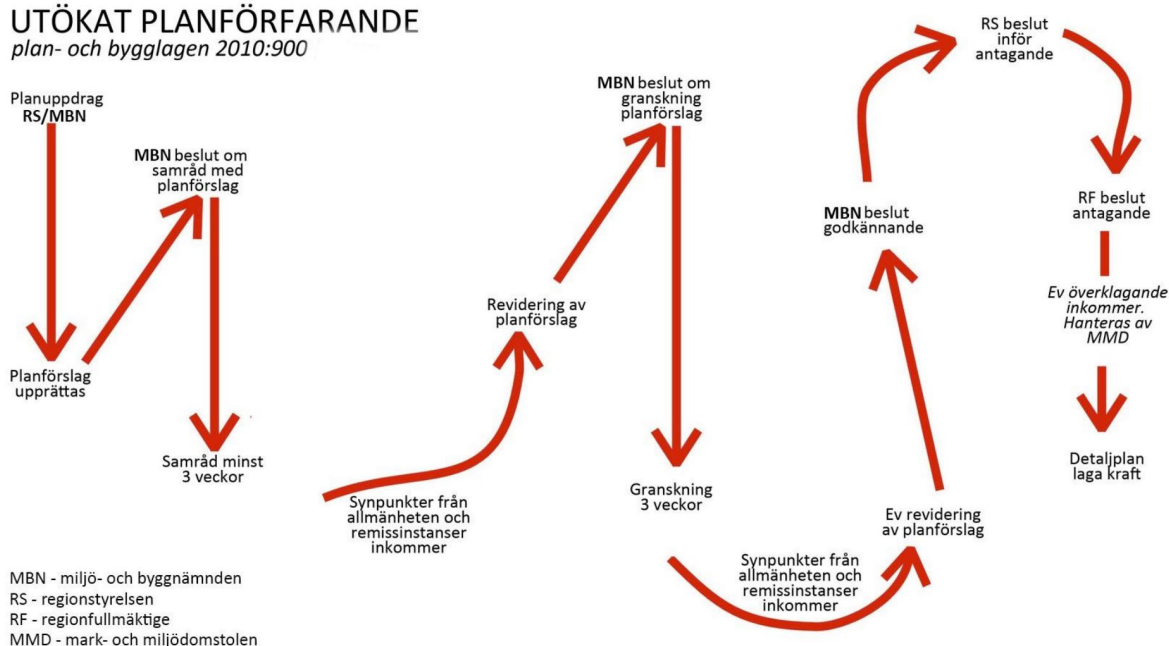 UTÖKAT PLANFÖRFARANDE
plan- och bygglagen 2010:900
Planuppdrag
RS/MBN
Planförslag
upprättas
MBN beslut om
samråd med
planförslag
Samråd minst
3 veckor
Synpunkter från
allmänheten och
remissinstanser
inkommer
Revidering av
planförslag
MBN beslut om
granskning
planförslag
Granskning
3 veckor
Synpunkter från
allmänheten och
remissinstanser
inkommer
Ev revidering
av planförslag
MBN beslut
godkännande
RS beslut
inför
antagande
RF beslut
antagande
Ev överklagande
inkommer.
Hanteras av
MMD
Detaljplan
laga kraft
MBN - miljö- och byggnämnden
RS - regionstyrelsen
RF - regionfullmäktige
MMD - mark- och miljödomstolen